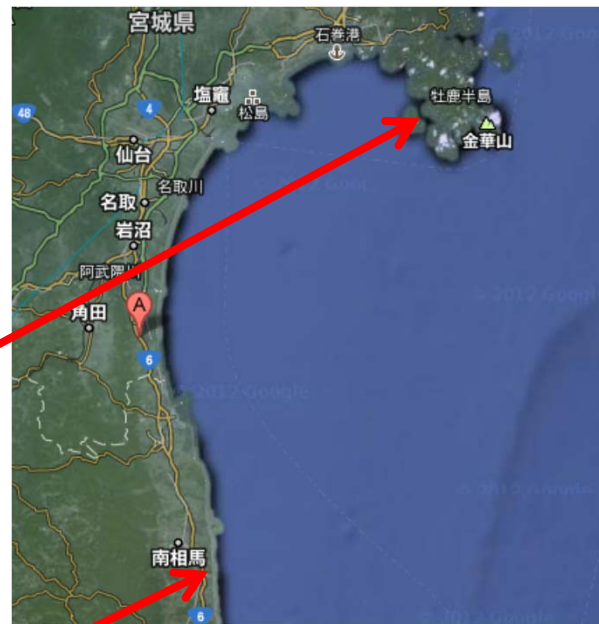 宮城県
石巻港
48
4
塩竈
松島
牡鹿半島
金華山
仙台
名取川
名取
岩沼
阿武隈川
A
角田
6
© 2012 Google
南相馬
6